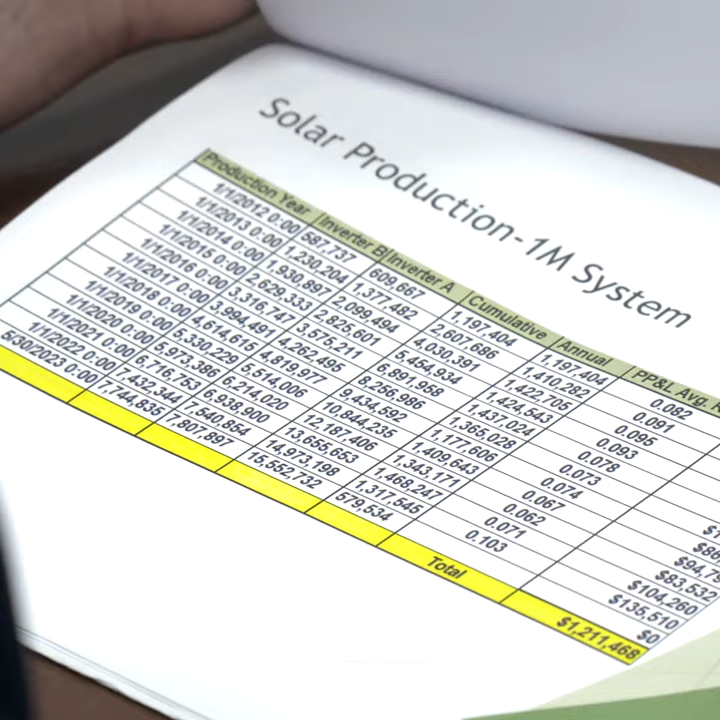 Solar Production-1M System
Production Year Inverter B Inverter A Cumulative Annual PP&L Avg.
1/1/2012 0:00 587,737 609,667 1,197,404 1,197,404 0.082
1/1/2013 0:00 1,230,204 1,377,482 2,607,686 1,410,282 0.091
1/1/2014 0:00 1,930,897 2,099,494 4,030,391 1,422,705 0.095
1/1/2015 0:00 2,629,333 2,825,601 5,454,934 1,424,543 0.093
1/1/2016 0:00 3,316,747 3,575,211 6,891,958 1,437,024 0.078
1/1/2017 0:00 3,994,491 4,262,495 8,256,986 1,365,028 0.073
1/1/2018 0:00 4,614,615 4,819,977 9,434,592 1,177,606 0.074
1/1/2019 0:00 5,330,229 5,514,006 10,844,235 1,409,643 0.067
1/1/2020 0:00 5,973,386 6,214,020 12,187,406 1,343,171 0.062 $83,532
1/1/2021 0:00 6,716,753 6,938,900 13,655,653 1,468,247 0.071 $104,260
1/1/2022 0:00 7,432,344 7,540,854 14,973,198 1,317,545 0.103 $135,510
5/30/2023 0:00 7,744,835 7,807,897 15,552,732 579,534 $0
Total $1,211,468